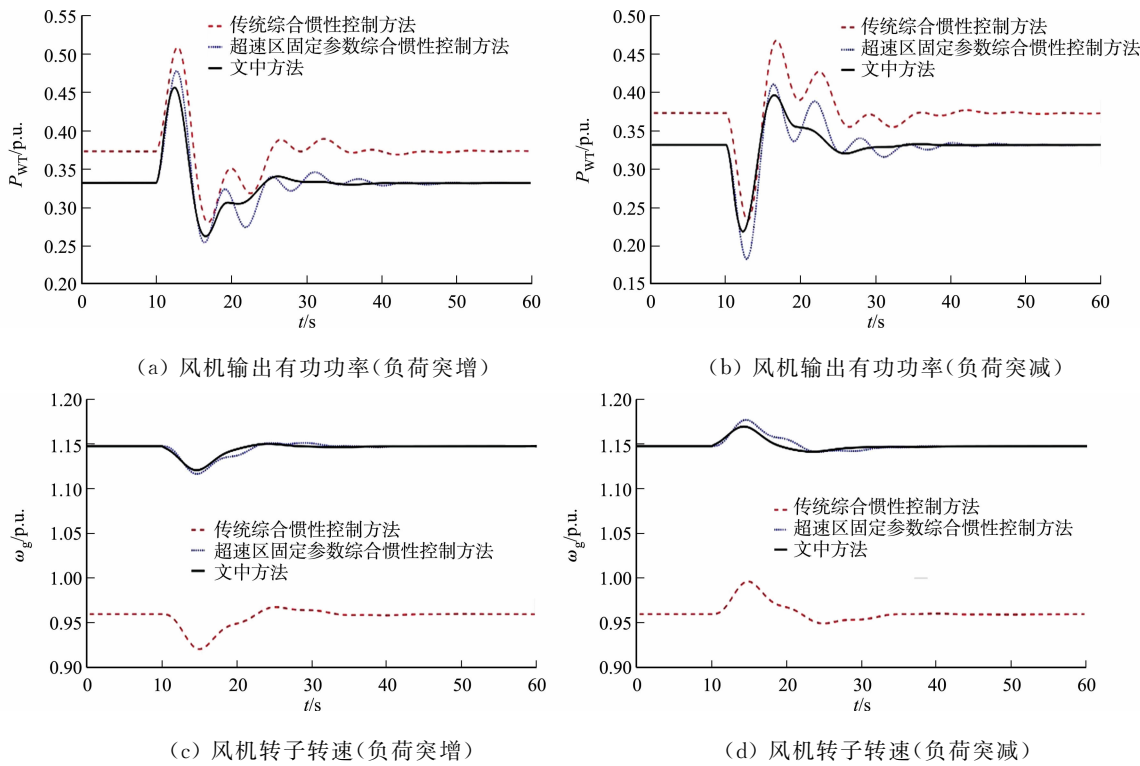 0.55
0.50
0.45
0.40
0.35
0.30
0.25
0.20
P_WT/p.u.
传统综合惯性控制方法
超速区固定参数综合惯性控制方法
文中方法
0 10 20 30 40 50 60
t/s
(a) 风机输出有功功率(负荷突增)
0.50
0.45
0.40
0.35
0.30
0.25
0.20
0.15
P_WT/p.u.
传统综合惯性控制方法
超速区固定参数综合惯性控制方法
文中方法
0 10 20 30 40 50 60
t/s
(b) 风机输出有功功率(负荷突减)
1.20
1.15
1.10
1.05
1.00
0.95
0.90
ω_g/p.u.
传统综合惯性控制方法
超速区固定参数综合惯性控制方法
文中方法
0 10 20 30 40 50 60
t/s
(c) 风机转子转速(负荷突增)
1.20
1.15
1.10
1.05
1.00
0.95
0.90
ω_g/p.u.
传统综合惯性控制方法
超速区固定参数综合惯性控制方法
文中方法
0 10 20 30 40 50 60
t/s
(d) 风机转子转速(负荷突减)